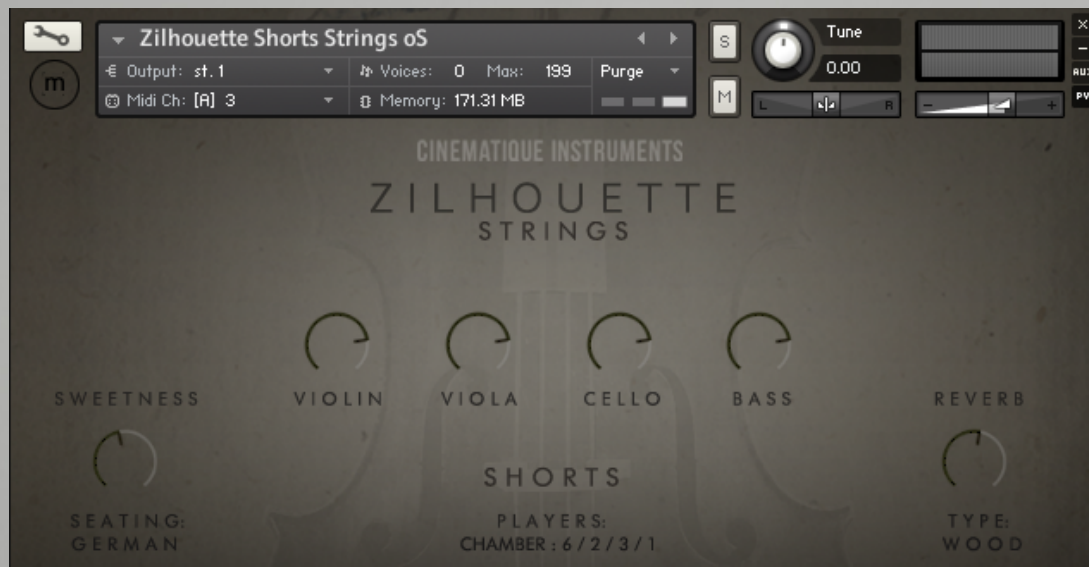 Zilhouette Shorts Strings oS
S
Tune
Output: st. 1
Voices: 0 Max: 199
Purge
0.00
AUX
m
Midi Ch: [A] 3
Memory: 171.31 MB
M
L R
- +
PV
CINEMATIQUE INSTRUMENTS
ZILHOUETTE
STRINGS
SWEETNESS
VIOLIN
VIOLA
CELLO
BASS
REVERB
SHORTS
SEATING:
GERMAN
PLAYERS:
CHAMBER : 6 / 2 / 3 / 1
TYPE:
WOOD